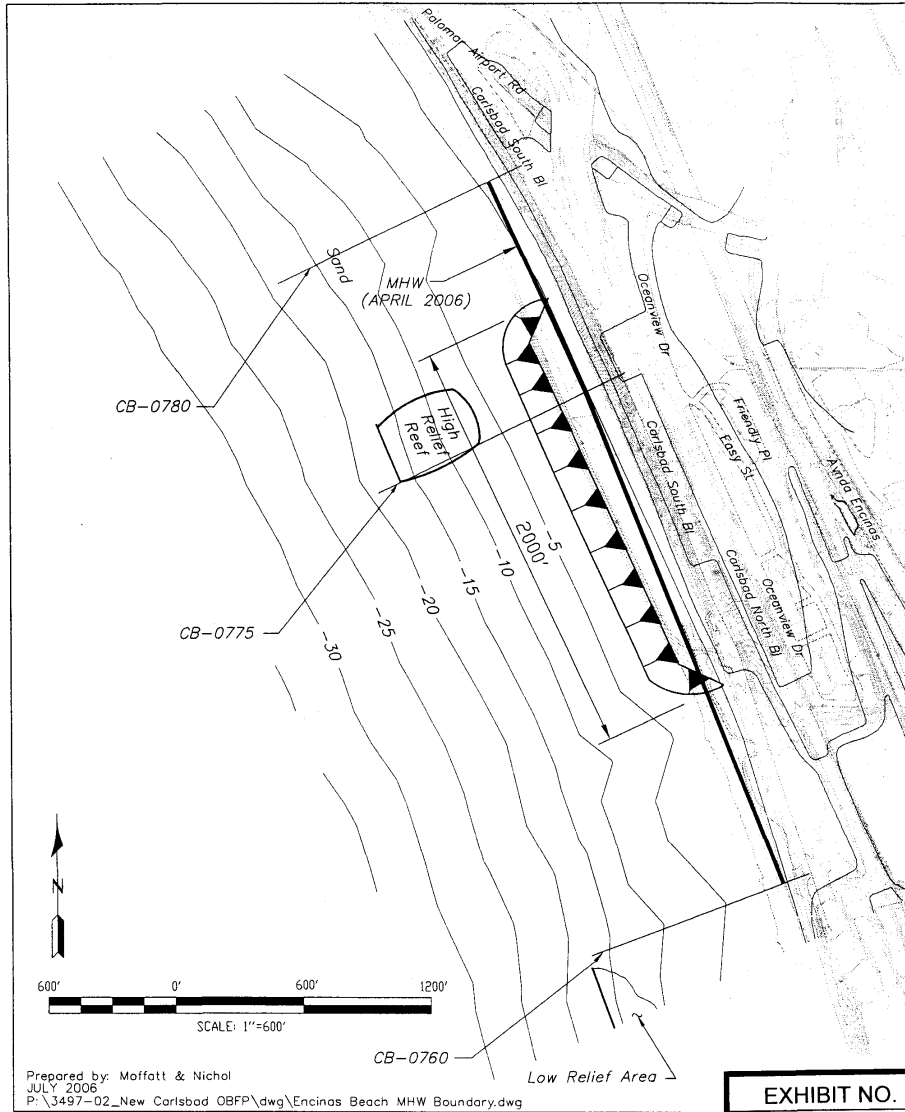 Palomar Airport Rd
Carlsbad South Bl
Sand
MHW
(APRIL 2006)
Oceanview Dr
CB-0780
High
Relief
Reef
Friendly Pl
Easy St
Carlsbad South Bl
Avnda Encinas
2000'
-5
-10
-15
-20
-25
-30
Carlsbad North Bl
Oceanview Dr
CB-0775
N
600' 0' 600' 1200'
SCALE: 1"=600'
CB-0760
Low Relief Area
Prepared by: Moffatt & Nichol
JULY 2006
P:\3497-02_New Carlsbad OBFP\dwg\Encinas Beach MHW Boundary.dwg
EXHIBIT NO.